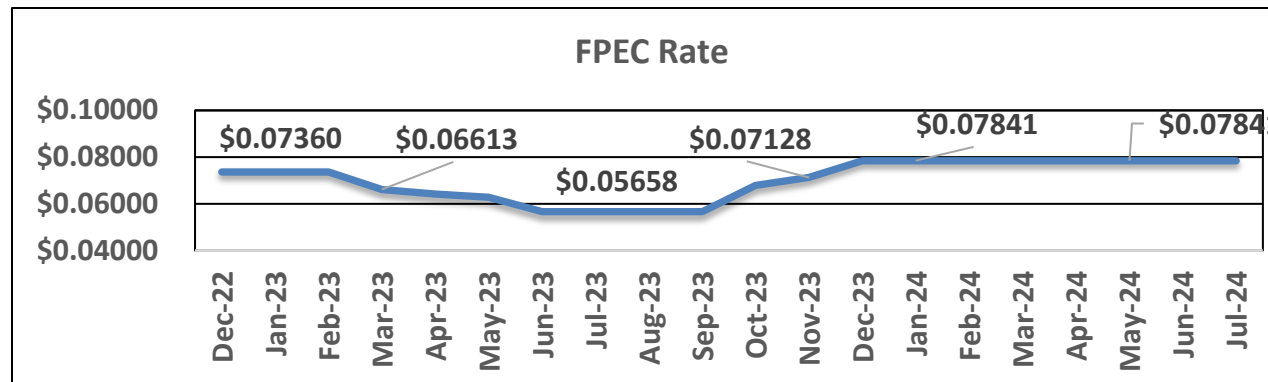 FPEC Rate
$0.10000
$0.08000
$0.06000
$0.04000
$0.07360
$0.06613
$0.05658
$0.07128
$0.07841
$0.07841
Dec-22
Jan-23
Feb-23
Mar-23
Apr-23
May-23
Jun-23
Jul-23
Aug-23
Sep-23
Oct-23
Nov-23
Dec-23
Jan-24
Feb-24
Mar-24
Apr-24
May-24
Jun-24
Jul-24